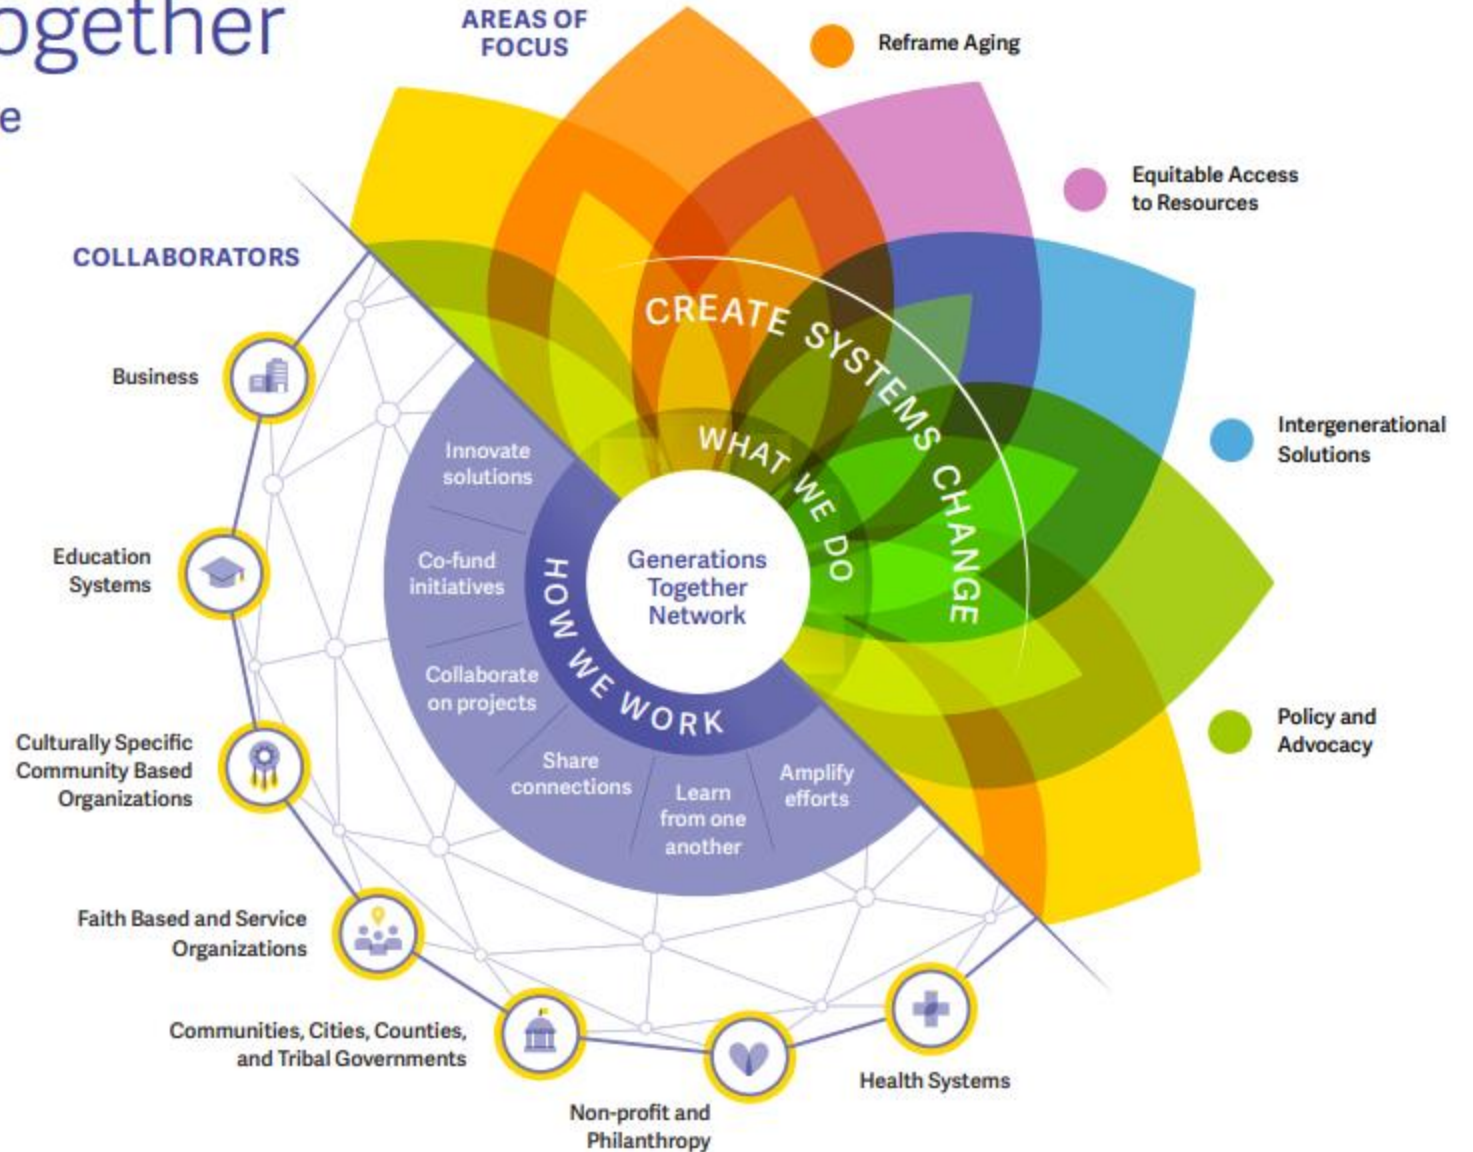 ogether
e
AREAS OF
FOCUS
Reframe Aging
Equitable Access
to Resources
Intergenerational
Solutions
Policy and
Advocacy
CREATE SYSTEMS CHANGE
WHAT WE DO
Generations
Together
Network
HOW WE WORK
Innovate
solutions
Co-fund
initiatives
Collaborate
on projects
Share
connections
Learn
from one
another
Amplify
efforts
COLLABORATORS
Business
Education
Systems
Culturally Specific
Community Based
Organizations
Faith Based and Service
Organizations
Communities, Cities, Counties,
and Tribal Governments
Non-profit and
Philanthropy
Health Systems